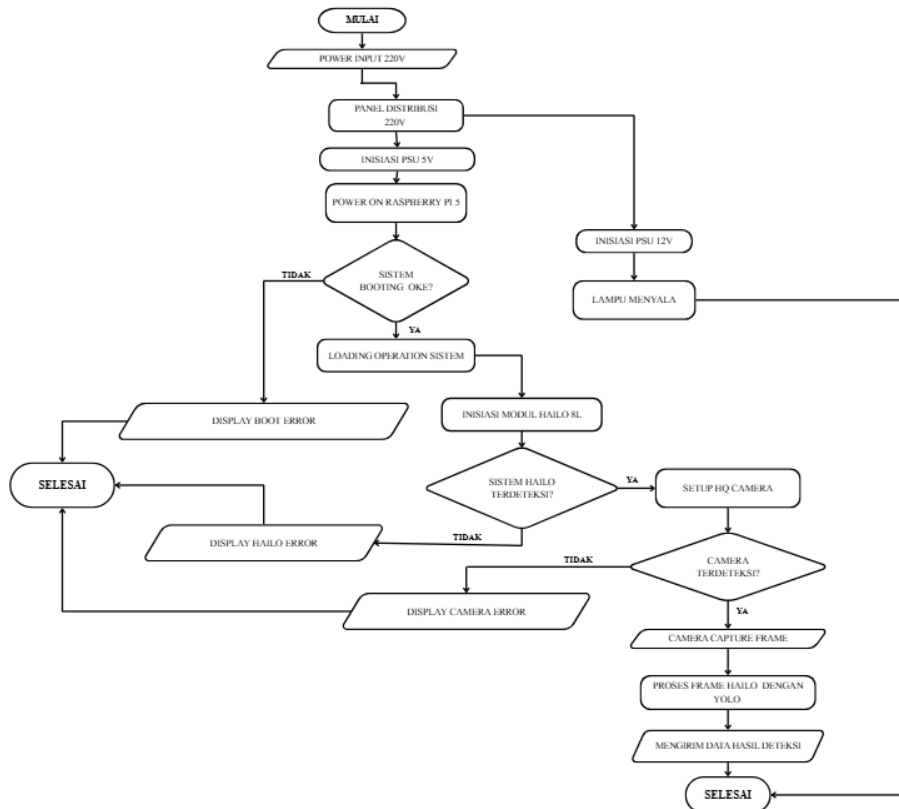 MULAI
POWER INPUT 220V
PANEL DISTRIBUSI
220V
INISIASI PSU 5V
POWER ON RASPBERRY PI 5
INISIASI PSU 12V
LAMPU MENYALA
SISTEM
BOOTING OKE?
TIDAK
YA
LOADING OPERATION SISTEM
DISPLAY BOOT ERROR
INISIASI MODUL HAILO 8L
SELESAI
SISTEM HAILO
TERDETEKSI?
YA
SETUP HQ CAMERA
TIDAK
DISPLAY HAILO ERROR
CAMERA
TERDETEKSI?
TIDAK
DISPLAY CAMERA ERROR
YA
CAMERA CAPTURE FRAME
PROSES FRAME HAILO DENGAN
YOLO
MENGIRIM DATA HASIL DETEKSI
SELESAI